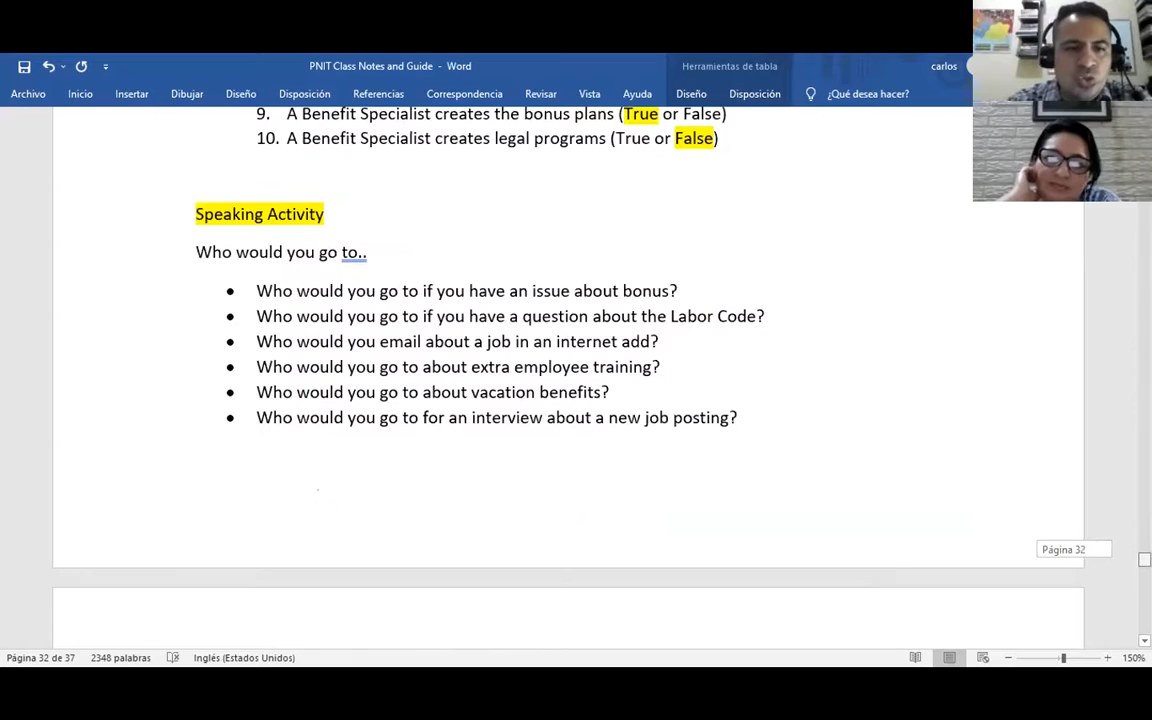 PNIT Class Notes and Guide - Word
Herramientas de tabla
carlos
Archivo Inicio Insertar Dibujar Diseño Disposición Referencias Correspondencia Revisar Vista Ayuda Diseño Disposición ¿Qué desea hacer?
9. A Benefit Specialist creates the bonus plans (True or False)
10. A Benefit Specialist creates legal programs (True or False)
Speaking Activity
Who would you go to..
• Who would you go to if you have an issue about bonus?
• Who would you go to if you have a question about the Labor Code?
• Who would you email about a job in an internet add?
• Who would you go to about extra employee training?
• Who would you go to about vacation benefits?
• Who would you go to for an interview about a new job posting?
Página 32
Página 32 de 37 2348 palabras Inglés (Estados Unidos) 150%